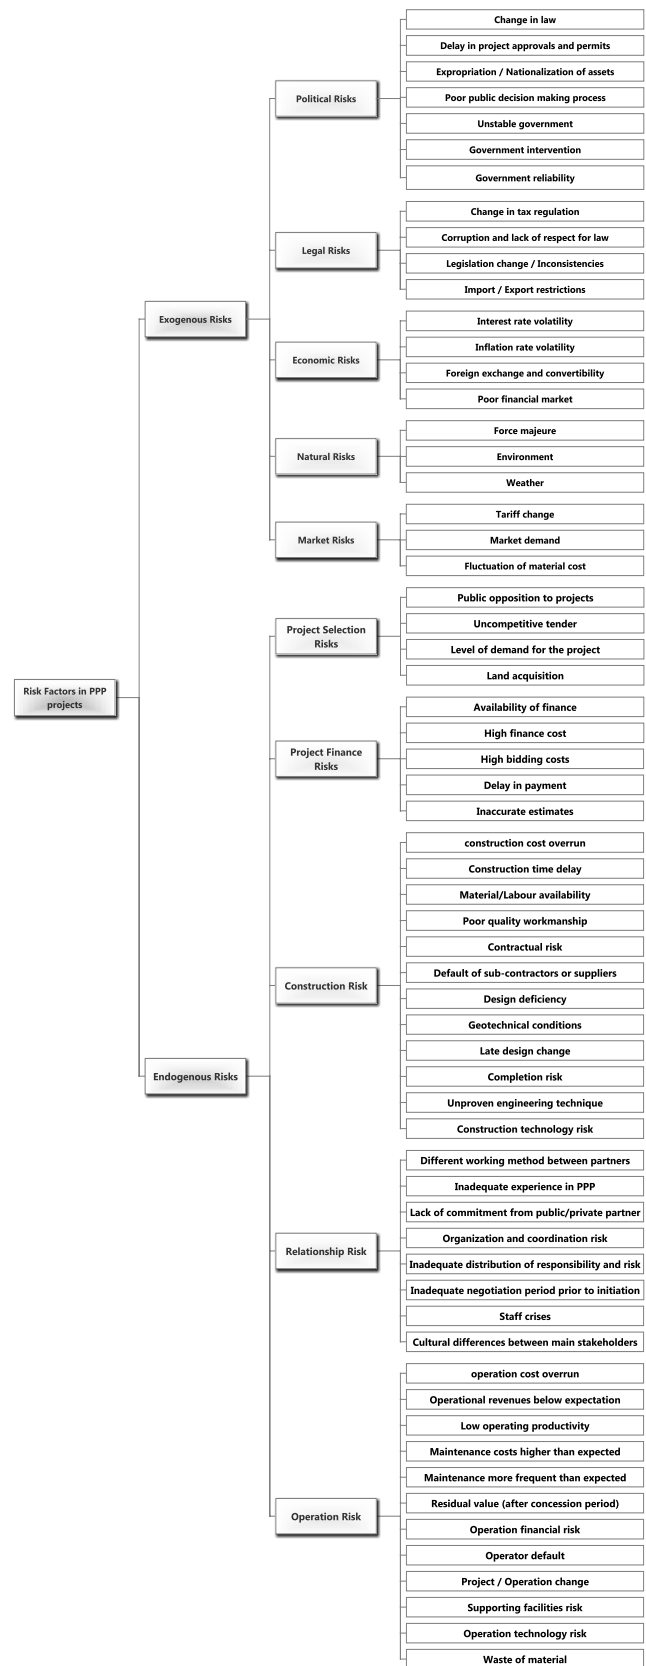 Risk Factors in PPP
projects
Exogenous Risks
Political Risks
Change in law
Delay in project approvals and permits
Expropriation / Nationalization of assets
Poor public decision making process
Unstable government
Government intervention
Government reliability
Legal Risks
Change in tax regulation
Corruption and lack of respect for law
Legislation change / Inconsistencies
Import / Export restrictions
Economic Risks
Interest rate volatility
Inflation rate volatility
Foreign exchange and convertibility
Poor financial market
Natural Risks
Force majeure
Environment
Weather
Market Risks
Tariff change
Market demand
Fluctuation of material cost
Endogenous Risks
Project Selection
Risks
Public opposition to projects
Uncompetitive tender
Level of demand for the project
Land acquisition
Project Finance
Risks
Availability of finance
High finance cost
High bidding costs
Delay in payment
Inaccurate estimates
Construction Risk
construction cost overrun
Construction time delay
Material/Labour availability
Poor quality workmanship
Contractual risk
Default of sub-contractors or suppliers
Design deficiency
Geotechnical conditions
Late design change
Completion risk
Unproven engineering technique
Construction technology risk
Relationship Risk
Different working method between partners
Inadequate experience in PPP
Lack of commitment from public/private partner
Organization and coordination risk
Inadequate distribution of responsibility and risk
Inadequate negotiation period prior to initiation
Staff crises
Cultural differences between main stakeholders
Operation Risk
operation cost overrun
Operational revenues below expectation
Low operating productivity
Maintenance costs higher than expected
Maintenance more frequent than expected
Residual value (after concession period)
Operation financial risk
Operator default
Project / Operation change
Supporting facilities risk
Operation technology risk
Waste of material